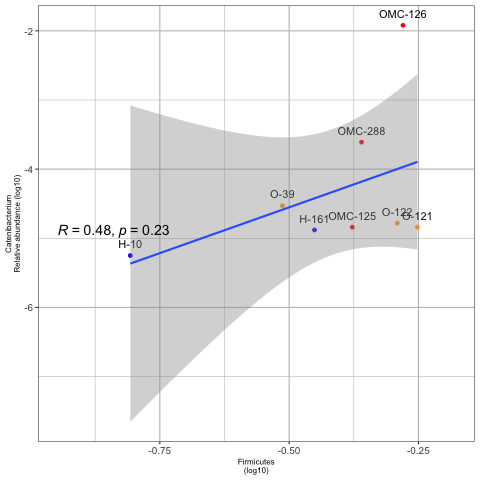 OMC-126
-2
OMC-288
-4
O-39
O-122
O-121
H-161
OMC-125
R = 0.48, p = 0.23
H-10
-6
Catenibacterium
Relative abundante (log10)
-0.75
-0.50
-0.25
Firmicutes
(log10)